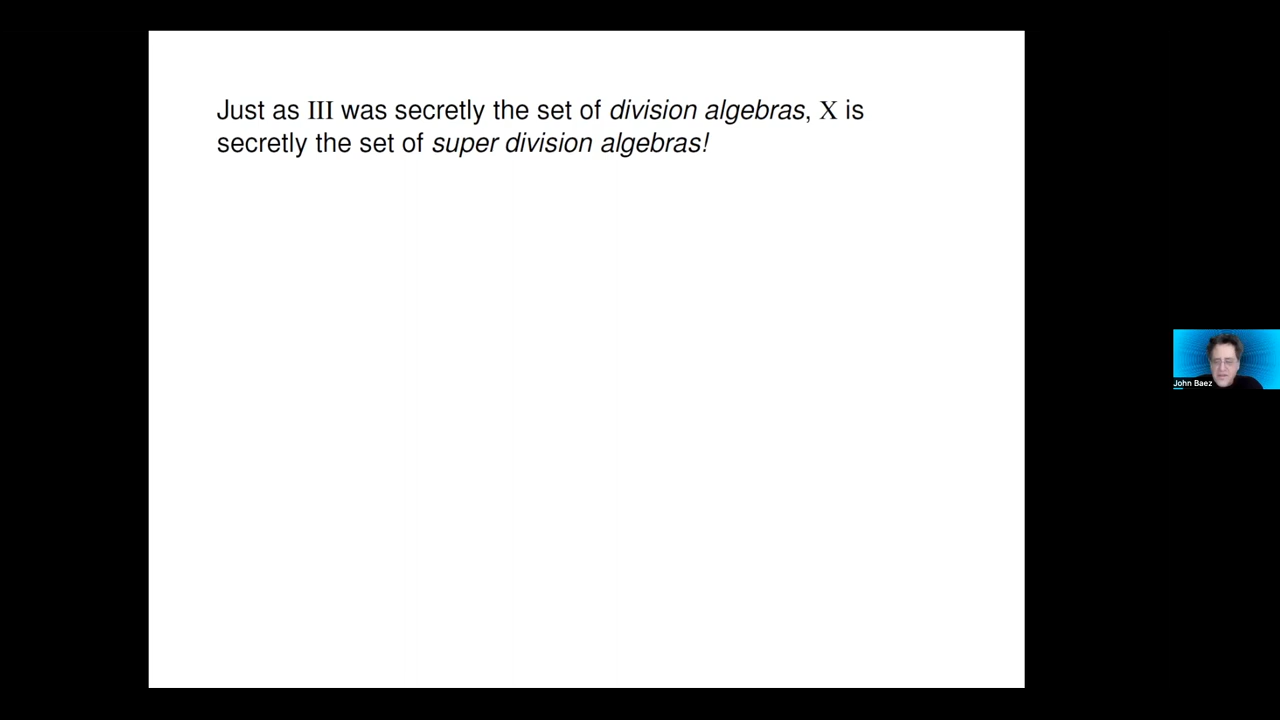 Just as III was secretly the set of division algebras, X is
secretly the set of super division algebras!
John Baez